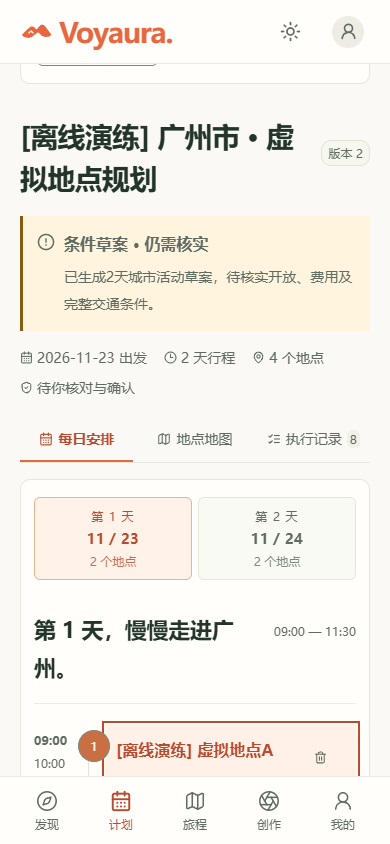 Voyaura.
[离线演练] 广州市 • 虚
拟地点规划
版本 2
条件草案 • 仍需核实
已生成2天城市活动草案，待核实开放、费用及
完整交通条件。
2026-11-23 出发 2 天行程 4 个地点
待你核对与确认
每日安排 地点地图 执行记录 8
第 1 天 第 2 天
11 / 23 11 / 24
2 个地点 2 个地点
第 1 天，慢慢走进广
州。
09:00 — 11:30
09:00 1 [离线演练] 虚拟地点A
10:00
发现 计划 旅程 创作 我的